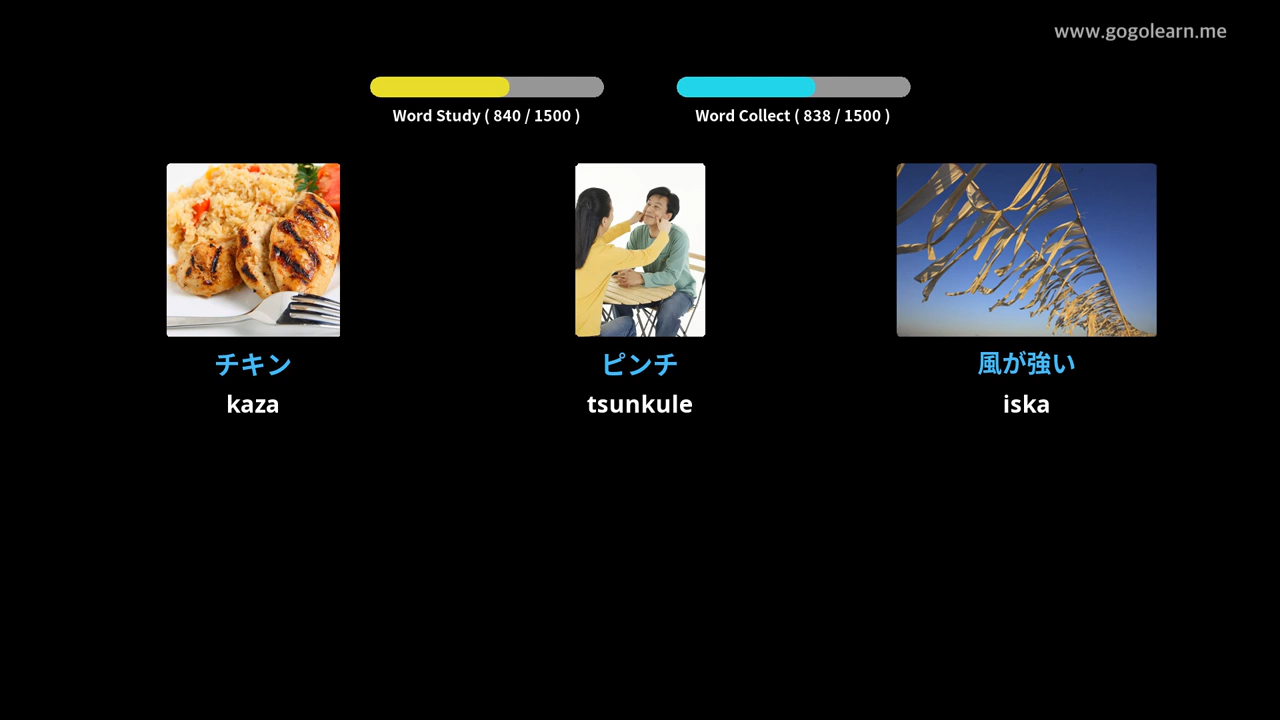 www.gogolearn.me
Word Study ( 840 / 1500 )
Word Collect ( 838 / 1500 )
チキン
kaza
ピンチ
tsunkule
風が強い
iska